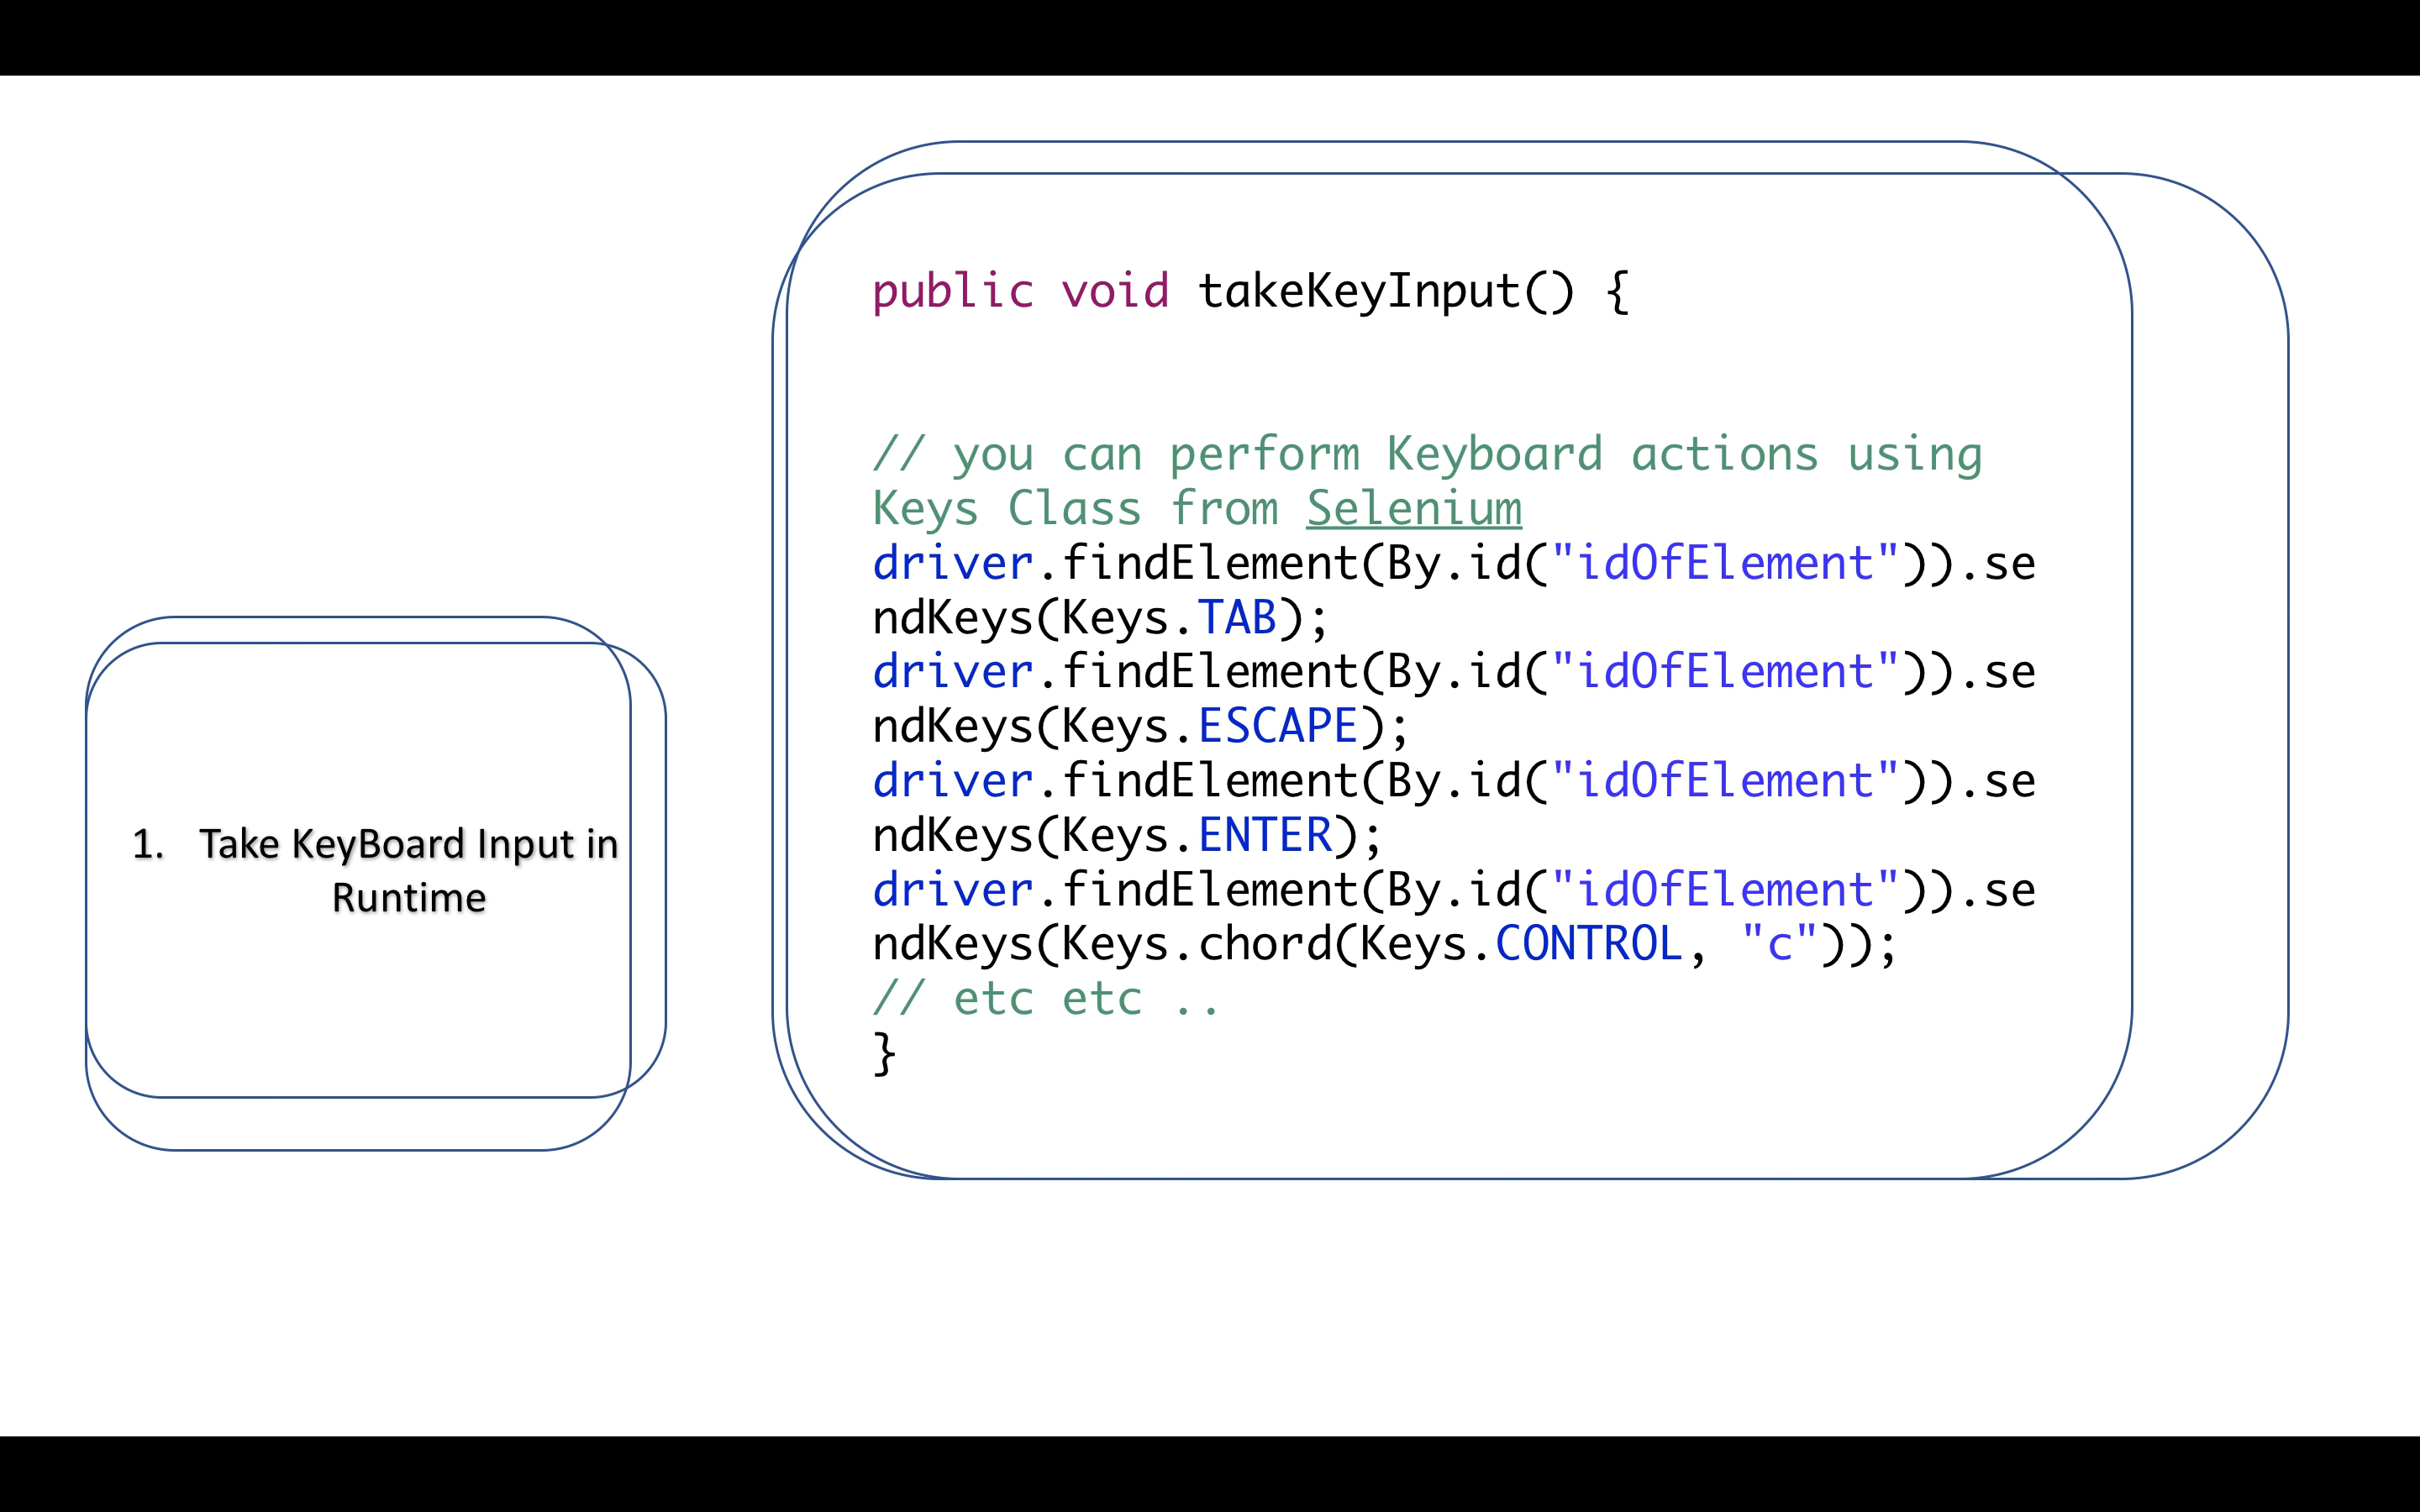 1. Take KeyBoard Input in
Runtime
public void takeKeyInput() {
// you can perform Keyboard actions using
Keys Class from Selenium
driver.findElement(By.id("idOfElement")).se
ndKeys(Keys.TAB);
driver.findElement(By.id("idOfElement")).se
ndKeys(Keys.ESCAPE);
driver.findElement(By.id("idOfElement")).se
ndKeys(Keys.ENTER);
driver.findElement(By.id("idOfElement")).se
ndKeys(Keys.chord(Keys.CONTROL, "c"));
// etc etc ..
}